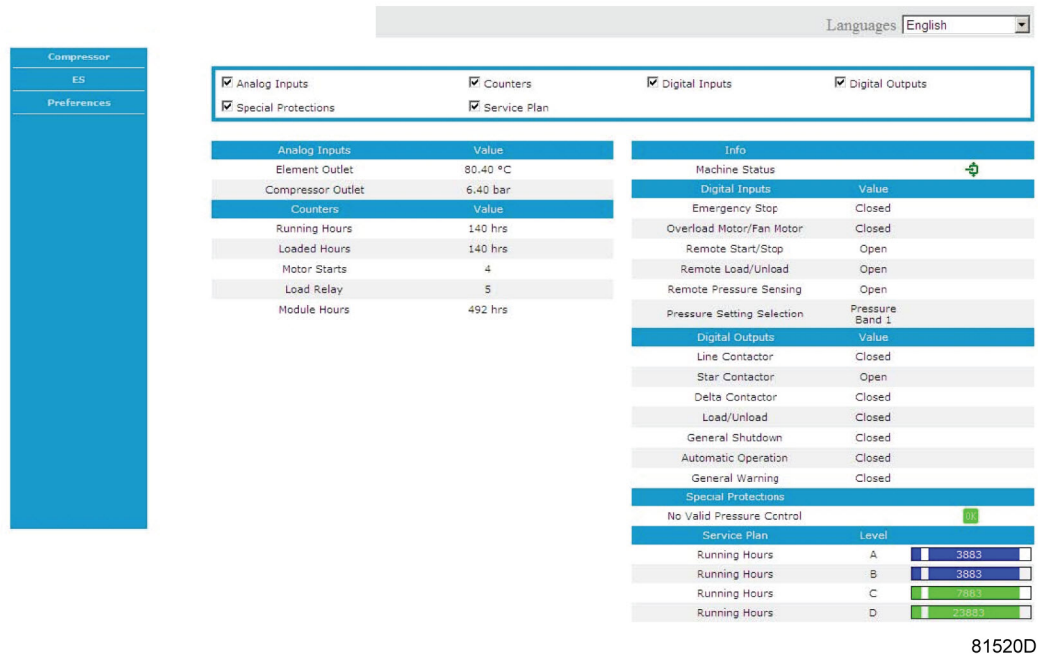 Languages English
Compressor
ES
Preferences
Analog Inputs Counters Digital Inputs Digital Outputs
Special Protections Service Plan
Analog Inputs Value
Element Outlet 80.40 °C
Compressor Outlet 6.40 bar
Counters Value
Running Hours 140 hrs
Loaded Hours 140 hrs
Motor Starts 4
Load Relay 5
Module Hours 492 hrs
Info
Machine Status
Digital Inputs Value
Emergency Stop Closed
Overload Motor/Fan Motor Closed
Remote Start/Stop Open
Remote Load/Unload Open
Remote Pressure Sensing Open
Pressure Setting Selection Pressure Band 1
Digital Outputs Value
Line Contactor Closed
Star Contactor Open
Delta Contactor Closed
Load/Unload Closed
General Shutdown Closed
Automatic Operation Closed
General Warning Closed
Special Protections
No Valid Pressure Control OK
Service Plan Level
Running Hours A 3883
Running Hours B 3883
Running Hours C 7883
Running Hours D 23883
81520D